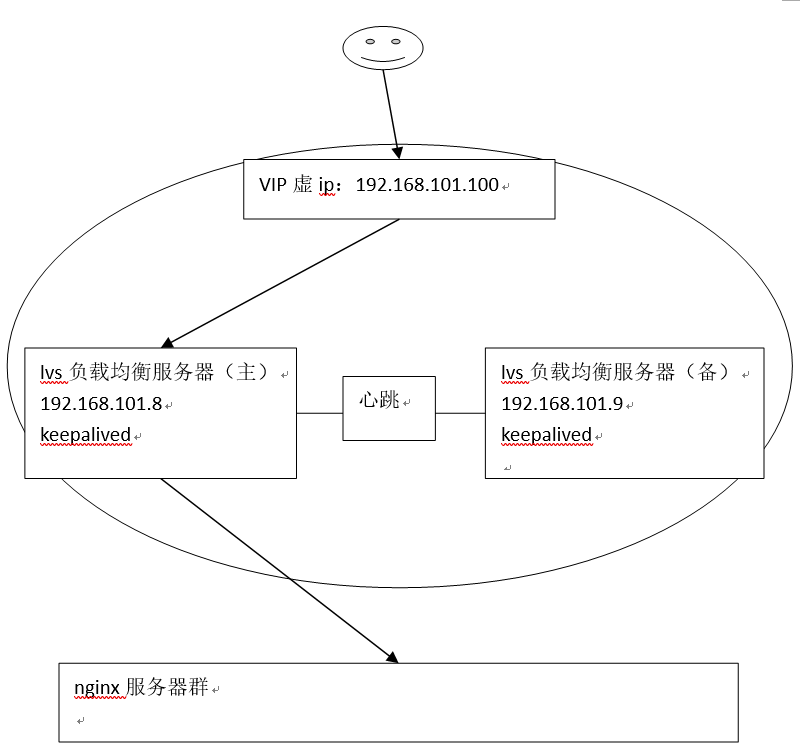 VIP 虚 ip：192.168.101.100
lvs 负载均衡服务器（主）
192.168.101.8
keepalived
心跳
lvs 负载均衡服务器（备）
192.168.101.9
keepalived
nginx 服务器群